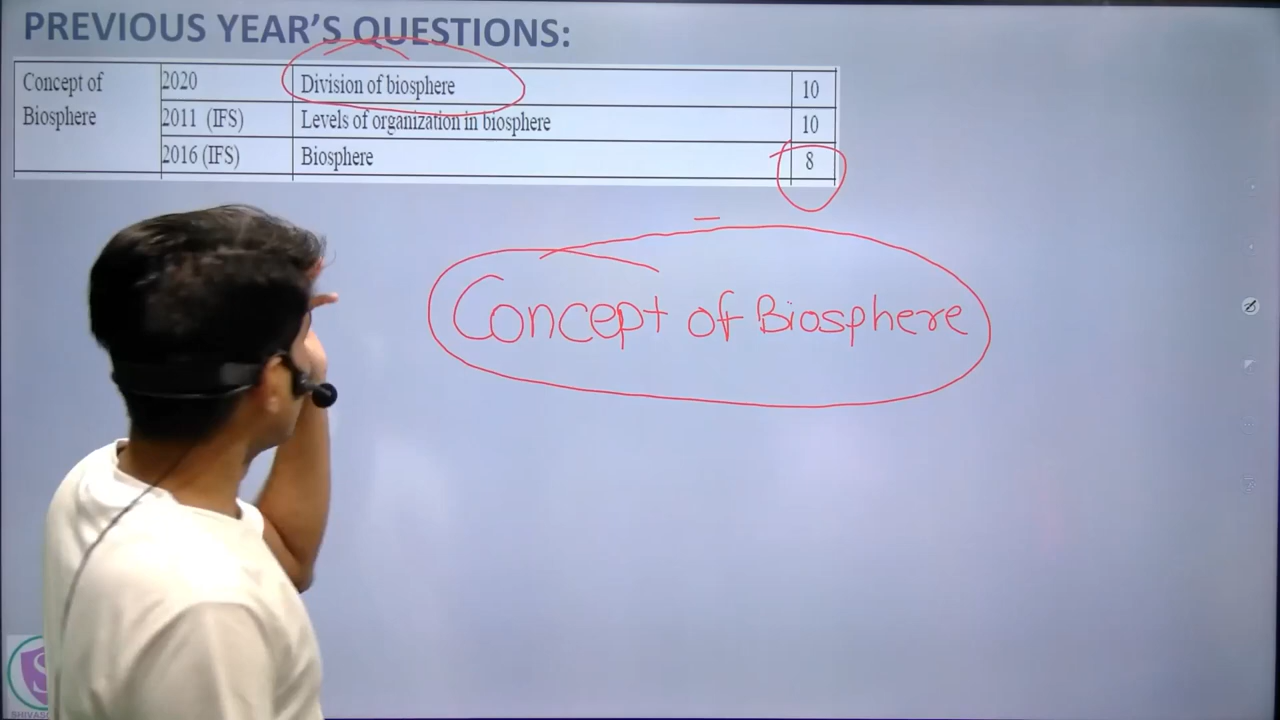 PREVIOUS YEAR'S QUESTIONS:
Concept of Biosphere 2020 Division of biosphere 10
2011 (IFS) Levels of organization in biosphere 10
2016 (IFS) Biosphere 8
Concept of Biosphere